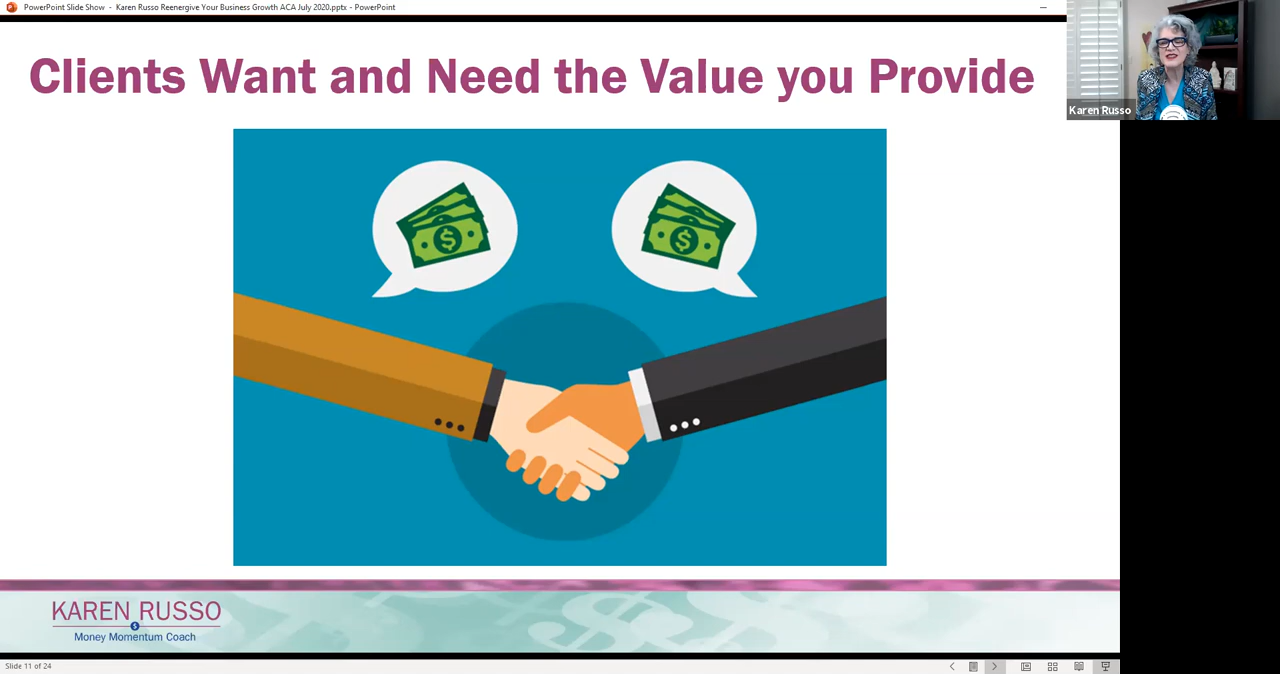 PowerPoint Slide Show - Karen Russo Reenergive Your Business Growth ACA July 2020.pptx - PowerPoint
Clients Want and Need the Value you Provide
Karen Russo
$ $
KAREN RUSSO
$
Money Momentum Coach
Slide 11 of 24